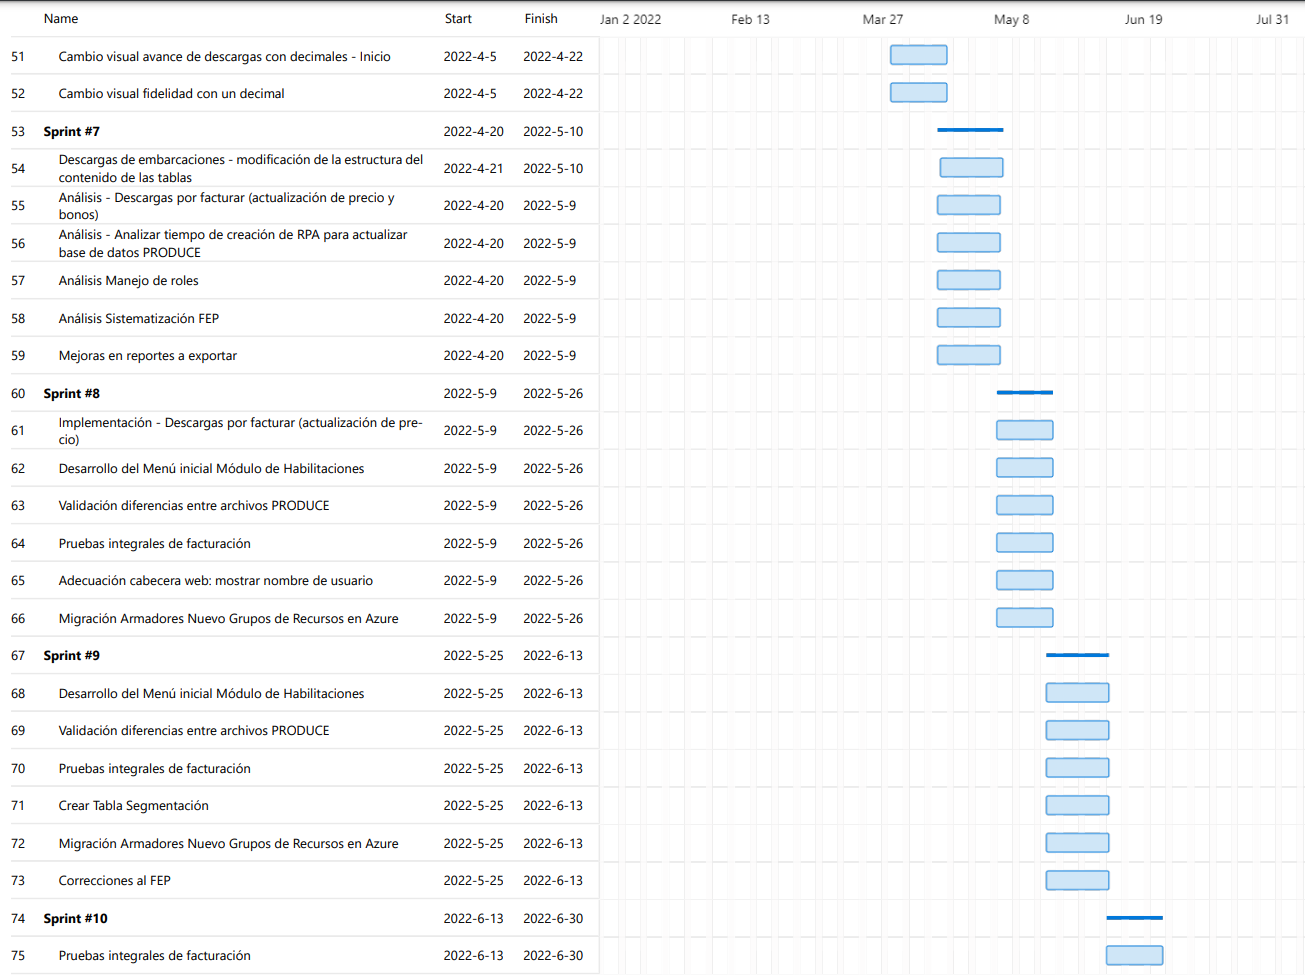 Name Start Finish Jan 2 2022 Feb 13 Mar 27 May 8 Jun 19 Jul 31
51 Cambio visual avance de descargas con decimales - Inicio 2022-4-5 2022-4-22
52 Cambio visual fidelidad con un decimal 2022-4-5 2022-4-22
53 Sprint #7 2022-4-20 2022-5-10
54 Descargas de embarcaciones - modificación de la estructura del
contenido de las tablas 2022-4-21 2022-5-10
55 Análisis - Descargas por facturar (actualización de precio y
bonos) 2022-4-20 2022-5-9
56 Análisis - Analizar tiempo de creación de RPA para actualizar
base de datos PRODUCE 2022-4-20 2022-5-9
57 Análisis Manejo de roles 2022-4-20 2022-5-9
58 Análisis Sistematización FEP 2022-4-20 2022-5-9
59 Mejoras en reportes a exportar 2022-4-20 2022-5-9
60 Sprint #8 2022-5-9 2022-5-26
61 Implementación - Descargas por facturar (actualización de pre-
cio) 2022-5-9 2022-5-26
62 Desarrollo del Menú inicial Módulo de Habilitaciones 2022-5-9 2022-5-26
63 Validación diferencias entre archivos PRODUCE 2022-5-9 2022-5-26
64 Pruebas integrales de facturación 2022-5-9 2022-5-26
65 Adecuación cabecera web: mostrar nombre de usuario 2022-5-9 2022-5-26
66 Migración Armadores Nuevo Grupos de Recursos en Azure 2022-5-9 2022-5-26
67 Sprint #9 2022-5-25 2022-6-13
68 Desarrollo del Menú inicial Módulo de Habilitaciones 2022-5-25 2022-6-13
69 Validación diferencias entre archivos PRODUCE 2022-5-25 2022-6-13
70 Pruebas integrales de facturación 2022-5-25 2022-6-13
71 Crear Tabla Segmentación 2022-5-25 2022-6-13
72 Migración Armadores Nuevo Grupos de Recursos en Azure 2022-5-25 2022-6-13
73 Correcciones al FEP 2022-5-25 2022-6-13
74 Sprint #10 2022-6-13 2022-6-30
75 Pruebas integrales de facturación 2022-6-13 2022-6-30